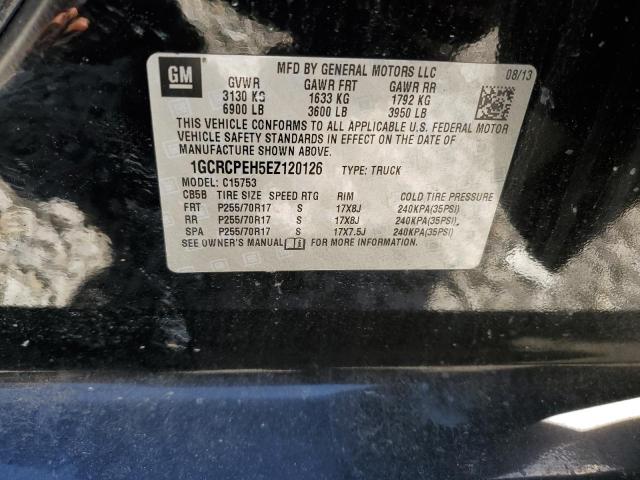 GM
MFD BY GENERAL MOTORS LLC
08/13
GVWR GAWR FRT GAWR RR
3130 KG 1633 KG 1792 KG
6900 LB 3600 LB 3950 LB
THIS VEHICLE CONFORMS TO ALL APPLICABLE U.S. FEDERAL MOTOR
VEHICLE SAFETY STANDARDS IN EFFECT ON THE DATE OF
MANUFACTURE SHOWN ABOVE.
1GCRCPEH5EZ120126 TYPE: TRUCK
MODEL: C15753
CB5B TIRE SIZE SPEED RTG RIM COLD TIRE PRESSURE
FRT P255/70R17 S 17X8J 240KPA(35PSI)
RR P255/70R17 S 17X8J 240KPA(35PSI)
SPA P255/70R17 S 17X7.5J 240KPA(35PSI)
SEE OWNER'S MANUAL FOR MORE INFORMATION.